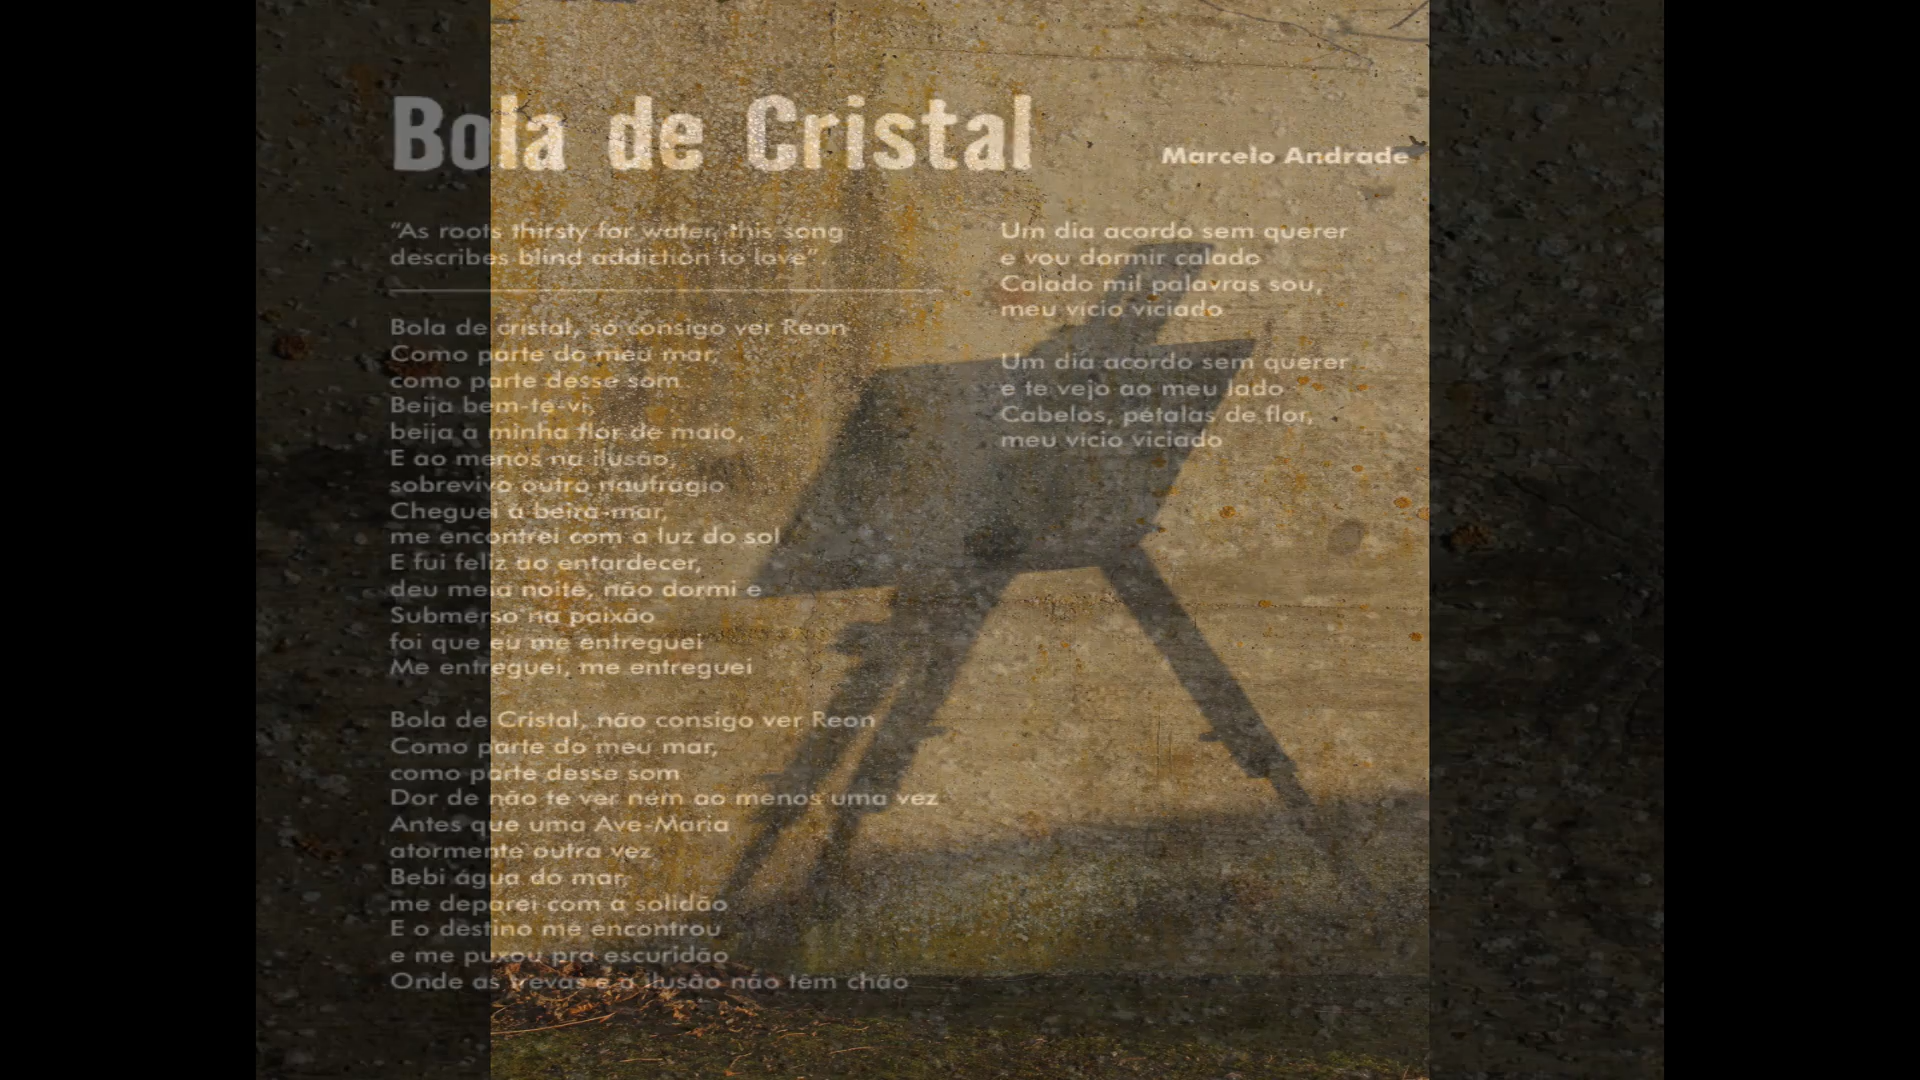 Bola de Cristal
Marcelo Andrade
“As roots thirsty for water, this song
describes blind addiction to love”.
Bola de cristal, só consigo ver Reon
Como parte do meu mar,
como parte desse som
Beija bem-te-vi,
beija a minha flor de maio,
E ao menos na ilusão,
sobrevivo outro naufrágio
Cheguei à beira-mar,
me encontrei com a luz do sol
E fui feliz ao entardecer,
deu meia noite, não dormi e
Submerso na paixão
foi que eu me entreguei
Me entreguei, me entreguei
Bola de Cristal, não consigo ver Reon
Como parte do meu mar,
como parte desse som
Dor de não te ver nem ao menos uma vez
Antes que uma Ave-Maria
atormente outra vez
Bebi água do mar,
me deparei com a solidão
E o destino me encontrou
e me puxou pra escuridão
Onde as trevas e a ilusão não têm chão
Um dia acordo sem querer
e vou dormir calado
Calado mil palavras sou,
meu vício viciado
Um dia acordo sem querer
e te vejo ao meu lado
Cabelos, pétalas de flor,
meu vício viciado